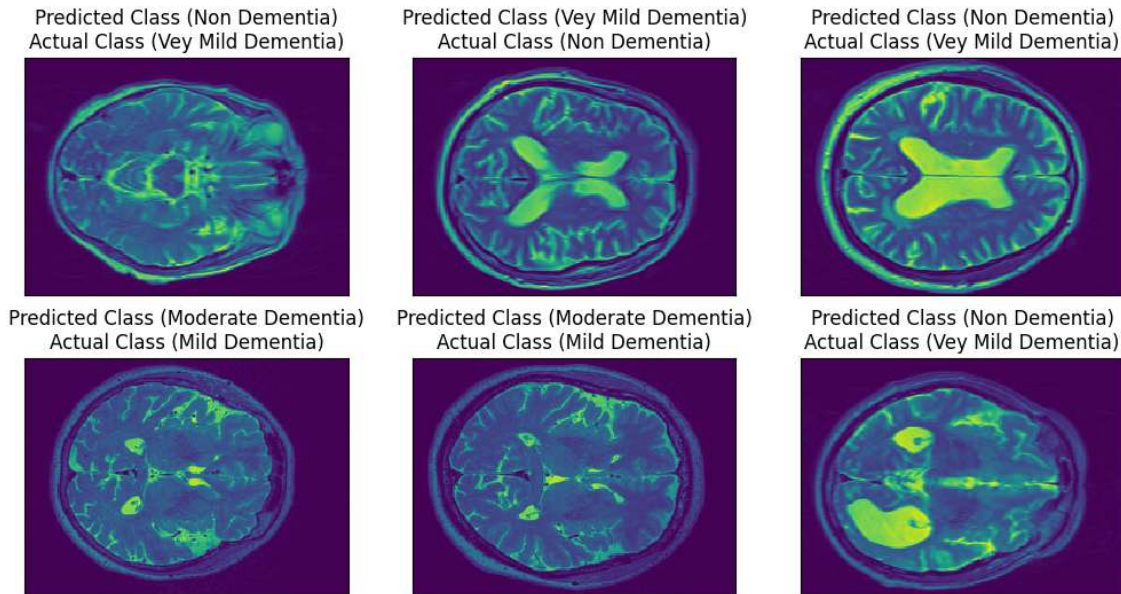 Predicted Class (Non Dementia)
Actual Class (Vey Mild Dementia)
Predicted Class (Vey Mild Dementia)
Actual Class (Non Dementia)
Predicted Class (Non Dementia)
Actual Class (Vey Mild Dementia)
Predicted Class (Moderate Dementia)
Actual Class (Mild Dementia)
Predicted Class (Moderate Dementia)
Actual Class (Mild Dementia)
Predicted Class (Non Dementia)
Actual Class (Vey Mild Dementia)